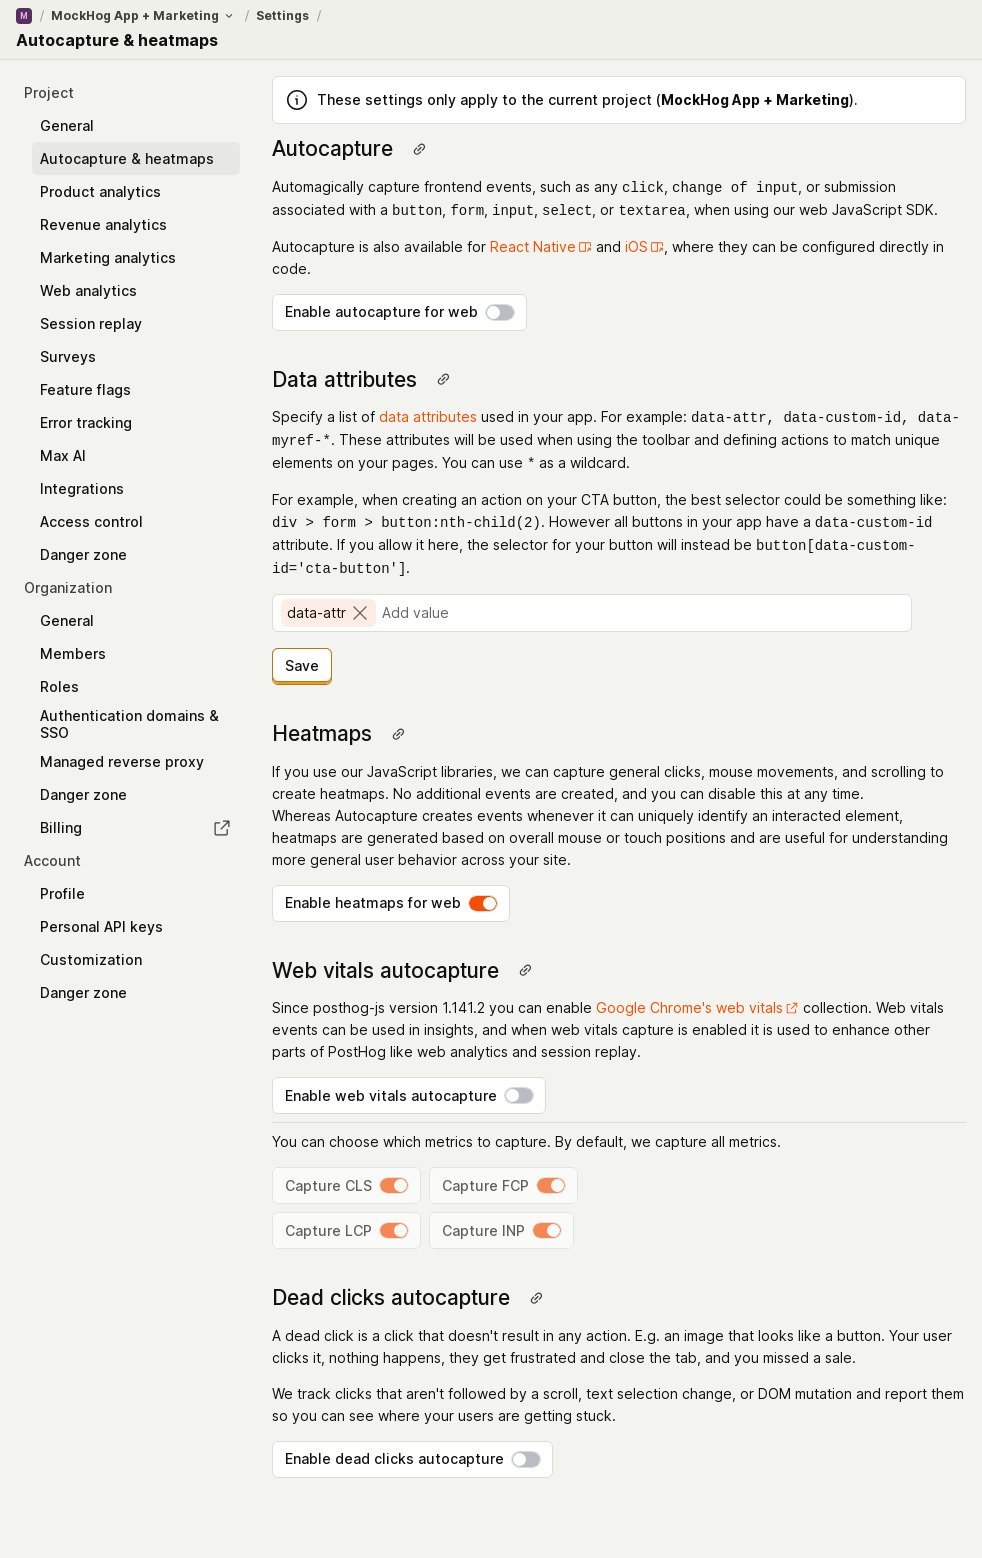 M / MockHog App + Marketing / Settings /
Autocapture & heatmaps
Project
General
Autocapture & heatmaps
Product analytics
Revenue analytics
Marketing analytics
Web analytics
Session replay
Surveys
Feature flags
Error tracking
Max AI
Integrations
Access control
Danger zone
Organization
General
Members
Roles
Authentication domains &
SSO
Managed reverse proxy
Danger zone
Billing
Account
Profile
Personal API keys
Customization
Danger zone
These settings only apply to the current project (MockHog App + Marketing).
Autocapture
Automagically capture frontend events, such as any click, change of input, or submission
associated with a button, form, input, select, or textarea, when using our web JavaScript SDK.
Autocapture is also available for React Native and iOS, where they can be configured directly in
code.
Enable autocapture for web
Data attributes
Specify a list of data attributes used in your app. For example: data-attr, data-custom-id, data-
myref-*. These attributes will be used when using the toolbar and defining actions to match unique
elements on your pages. You can use * as a wildcard.
For example, when creating an action on your CTA button, the best selector could be something like:
div > form > button:nth-child(2). However all buttons in your app have a data-custom-id
attribute. If you allow it here, the selector for your button will instead be button[data-custom-
id='cta-button'].
data-attr Add value
Save
Heatmaps
If you use our JavaScript libraries, we can capture general clicks, mouse movements, and scrolling to
create heatmaps. No additional events are created, and you can disable this at any time.
Whereas Autocapture creates events whenever it can uniquely identify an interacted element,
heatmaps are generated based on overall mouse or touch positions and are useful for understanding
more general user behavior across your site.
Enable heatmaps for web
Web vitals autocapture
Since posthog-js version 1.141.2 you can enable Google Chrome's web vitals collection. Web vitals
events can be used in insights, and when web vitals capture is enabled it is used to enhance other
parts of PostHog like web analytics and session replay.
Enable web vitals autocapture
You can choose which metrics to capture. By default, we capture all metrics.
Capture CLS Capture FCP
Capture LCP Capture INP
Dead clicks autocapture
A dead click is a click that doesn't result in any action. E.g. an image that looks like a button. Your user
clicks it, nothing happens, they get frustrated and close the tab, and you missed a sale.
We track clicks that aren't followed by a scroll, text selection change, or DOM mutation and report them
so you can see where your users are getting stuck.
Enable dead clicks autocapture